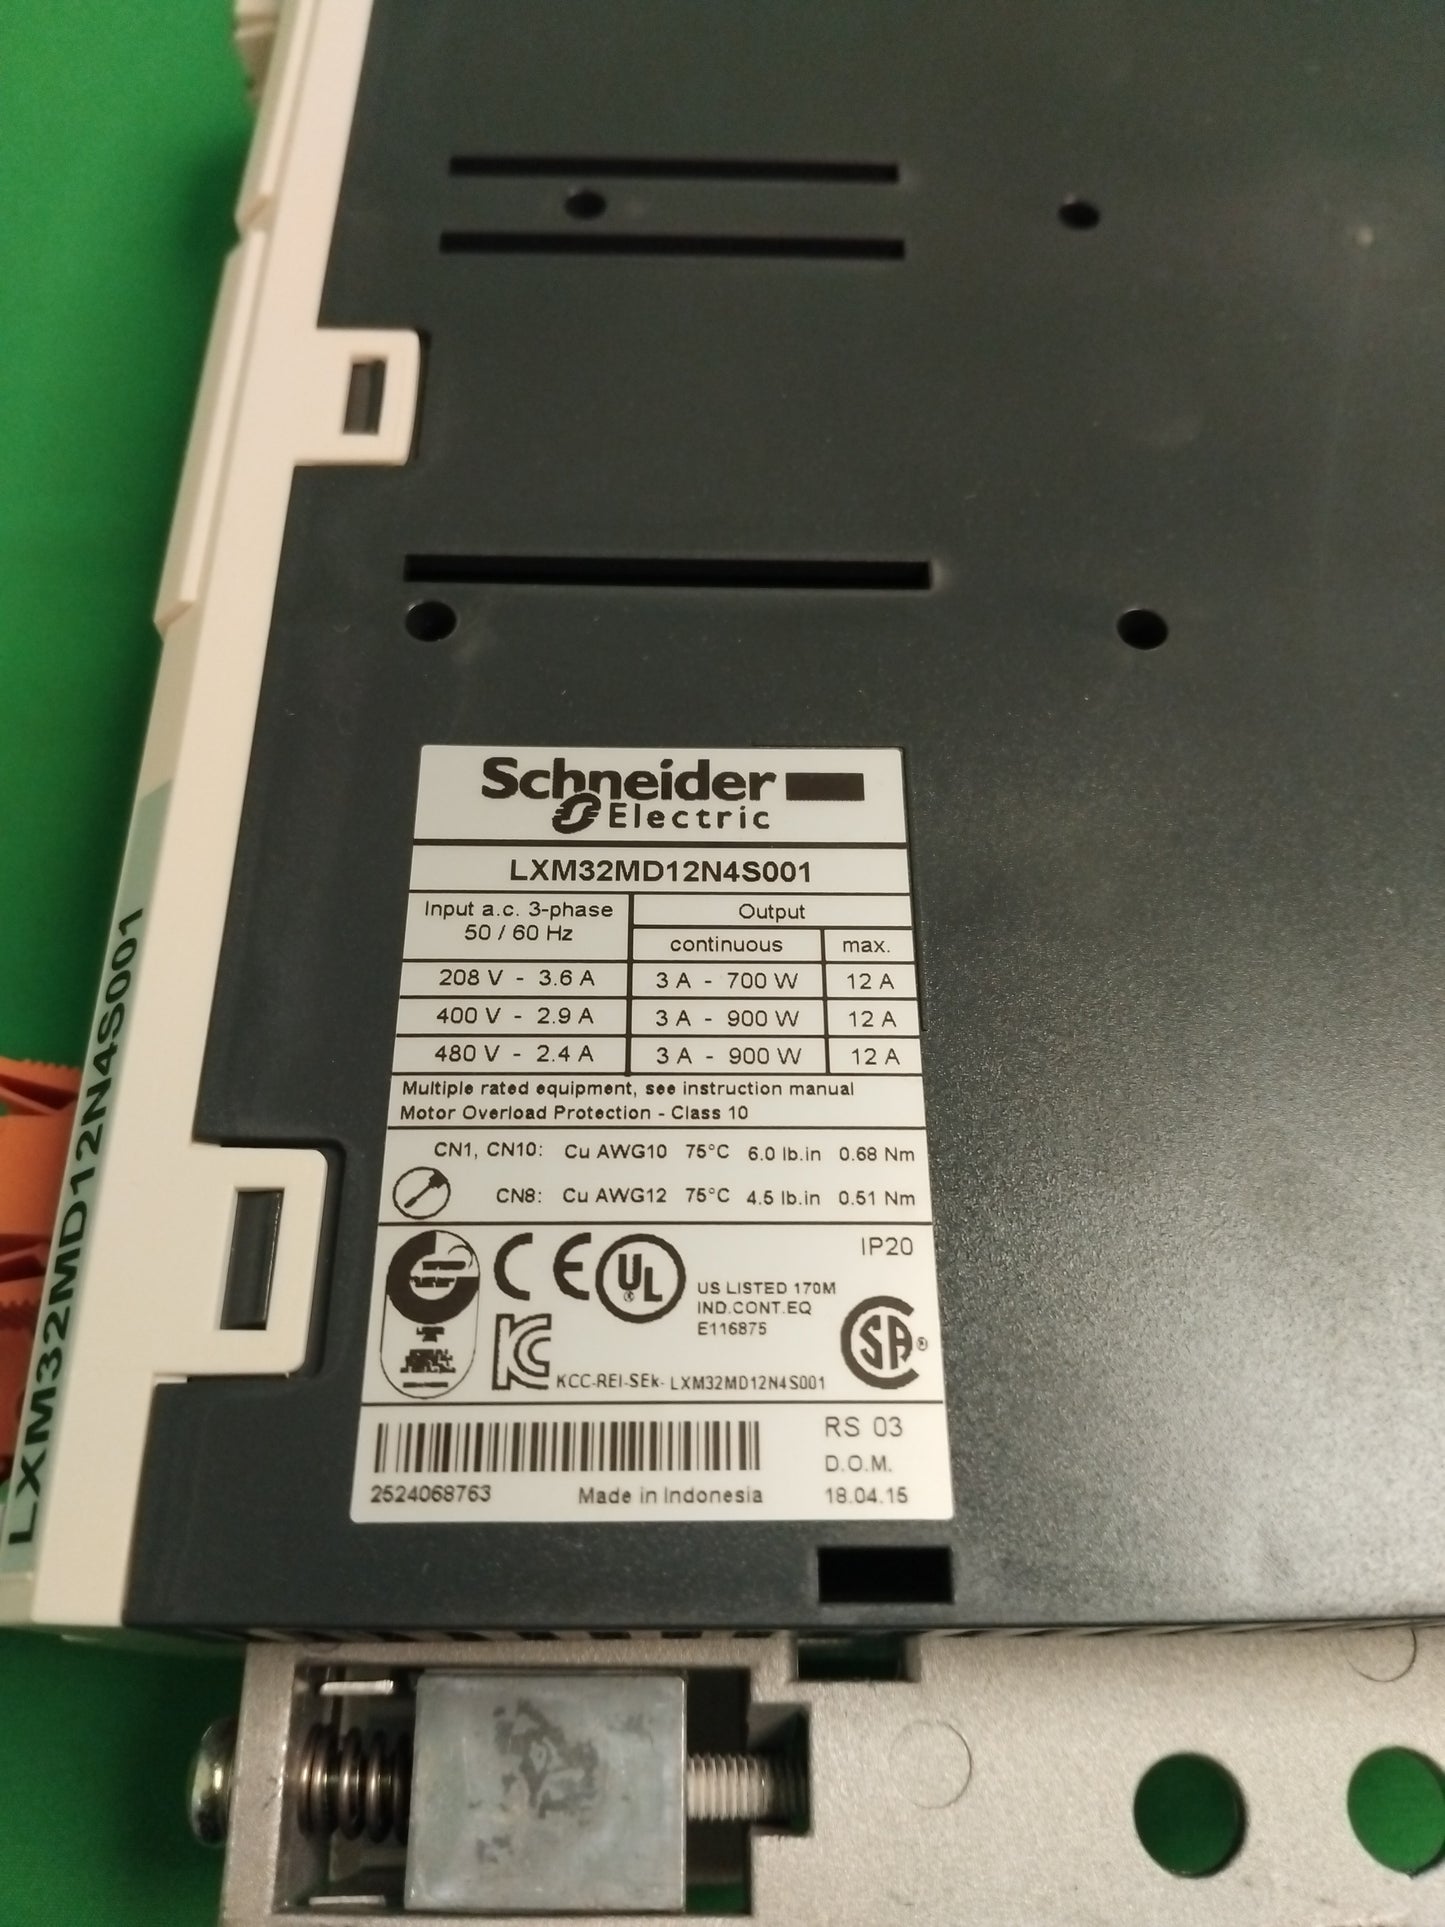 Schneider
Electric
LXM32MD12N4S001
Input a.c. 3-phase
50 / 60 Hz
Output
continuous
max.
208 V - 3.6 A
3 A - 700 W
12 A
400 V - 2.9 A
3 A - 900 W
12 A
480 V - 2.4 A
3 A - 900 W
12 A
Multiple rated equipment, see instruction manual
Motor Overload Protection - Class 10
CN1, CN10: Cu AWG10 75°C 6.0 lb.in 0.68 Nm
CN8: Cu AWG12 75°C 4.5 lb.in 0.51 Nm
CE
UL
®
IP20
US LISTED 170M
IND.CONT.EQ
E116875
SA®
KC
KCC-REI-SEk- LXM32MD12N4S001
RS 03
D.O.M.
2524068763
Made in Indonesia
18.04.15
LXM32MD12N4S001